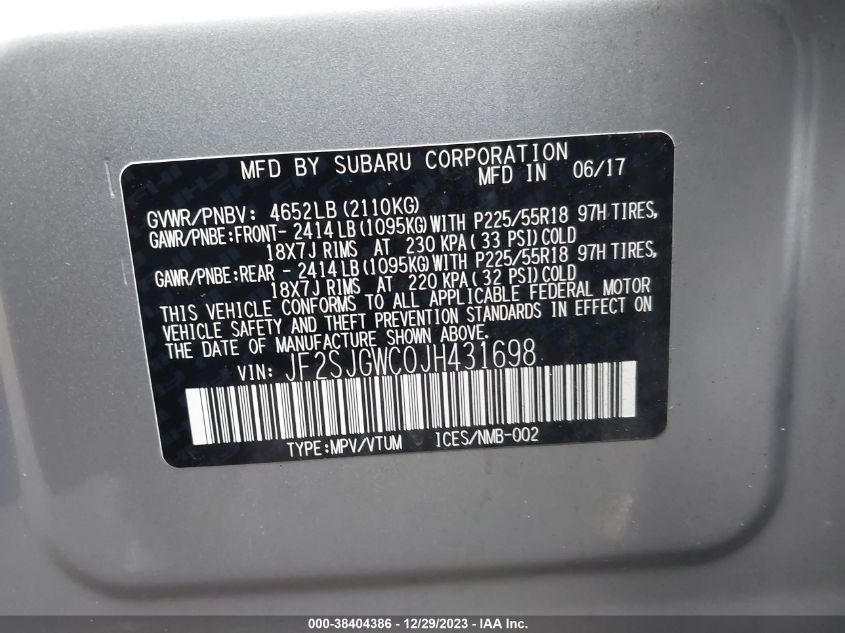 MFD BY SUBARU CORPORATION
MFD IN 06/17
GVWR/PNBV: 4652LB (2110KG)
GAWR/PNBE:FRONT- 2414LB(1095KG)WITH P225/55R18 97H TIRES,
18X7J RIMS AT 230 KPA (33 PSI) COLD
GAWR/PNBE:REAR - 2414LB(1095KG)WITH P225/55R18 97H TIRES,
18X7J RIMS AT 220 KPA (32 PSI) COLD
THIS VEHICLE CONFORMS TO ALL APPLICABLE FEDERAL MOTOR
VEHICLE SAFETY AND THEFT PREVENTION STANDARDS IN EFFECT ON
THE DATE OF MANUFACTURE SHOWN ABOVE.
VIN: JF2SJGWC0JH431698
TYPE:MPV/VTUM ICES/NMB-002
000-38404386 - 12/29/2023 - IAA Inc.